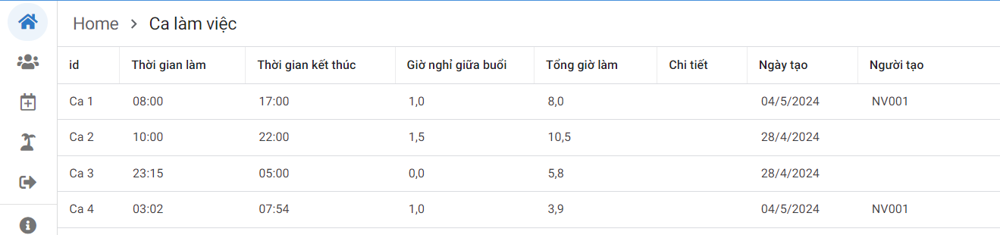 Home > Ca làm việc
id Thời gian làm Thời gian kết thúc Giờ nghỉ giữa buổi Tổng giờ làm Chi tiết Ngày tạo Người tạo
Ca 1 08:00 17:00 1,0 8,0 04/5/2024 NV001
Ca 2 10:00 22:00 1,5 10,5 28/4/2024
Ca 3 23:15 05:00 0,0 5,8 28/4/2024
Ca 4 03:02 07:54 1,0 3,9 04/5/2024 NV001